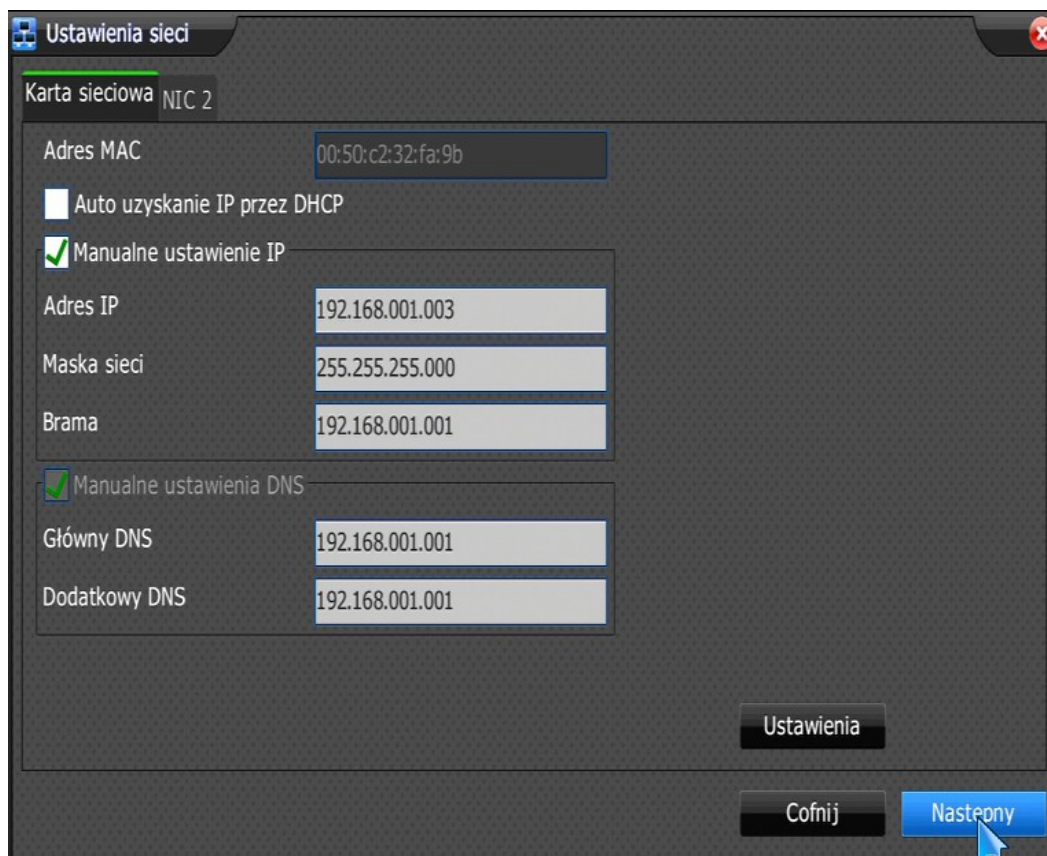 Ustawienia sieci
Karta sieciowa NIC 2
Adres MAC 00:50:c2:32:fa:9b
Auto uzyskanie IP przez DHCP
Manualne ustawienie IP
Adres IP 192.168.001.003
Maska sieci 255.255.255.000
Brama 192.168.001.001
Manualne ustawienia DNS
Główny DNS 192.168.001.001
Dodatkowy DNS 192.168.001.001
Ustawienia
Cofnij Następny